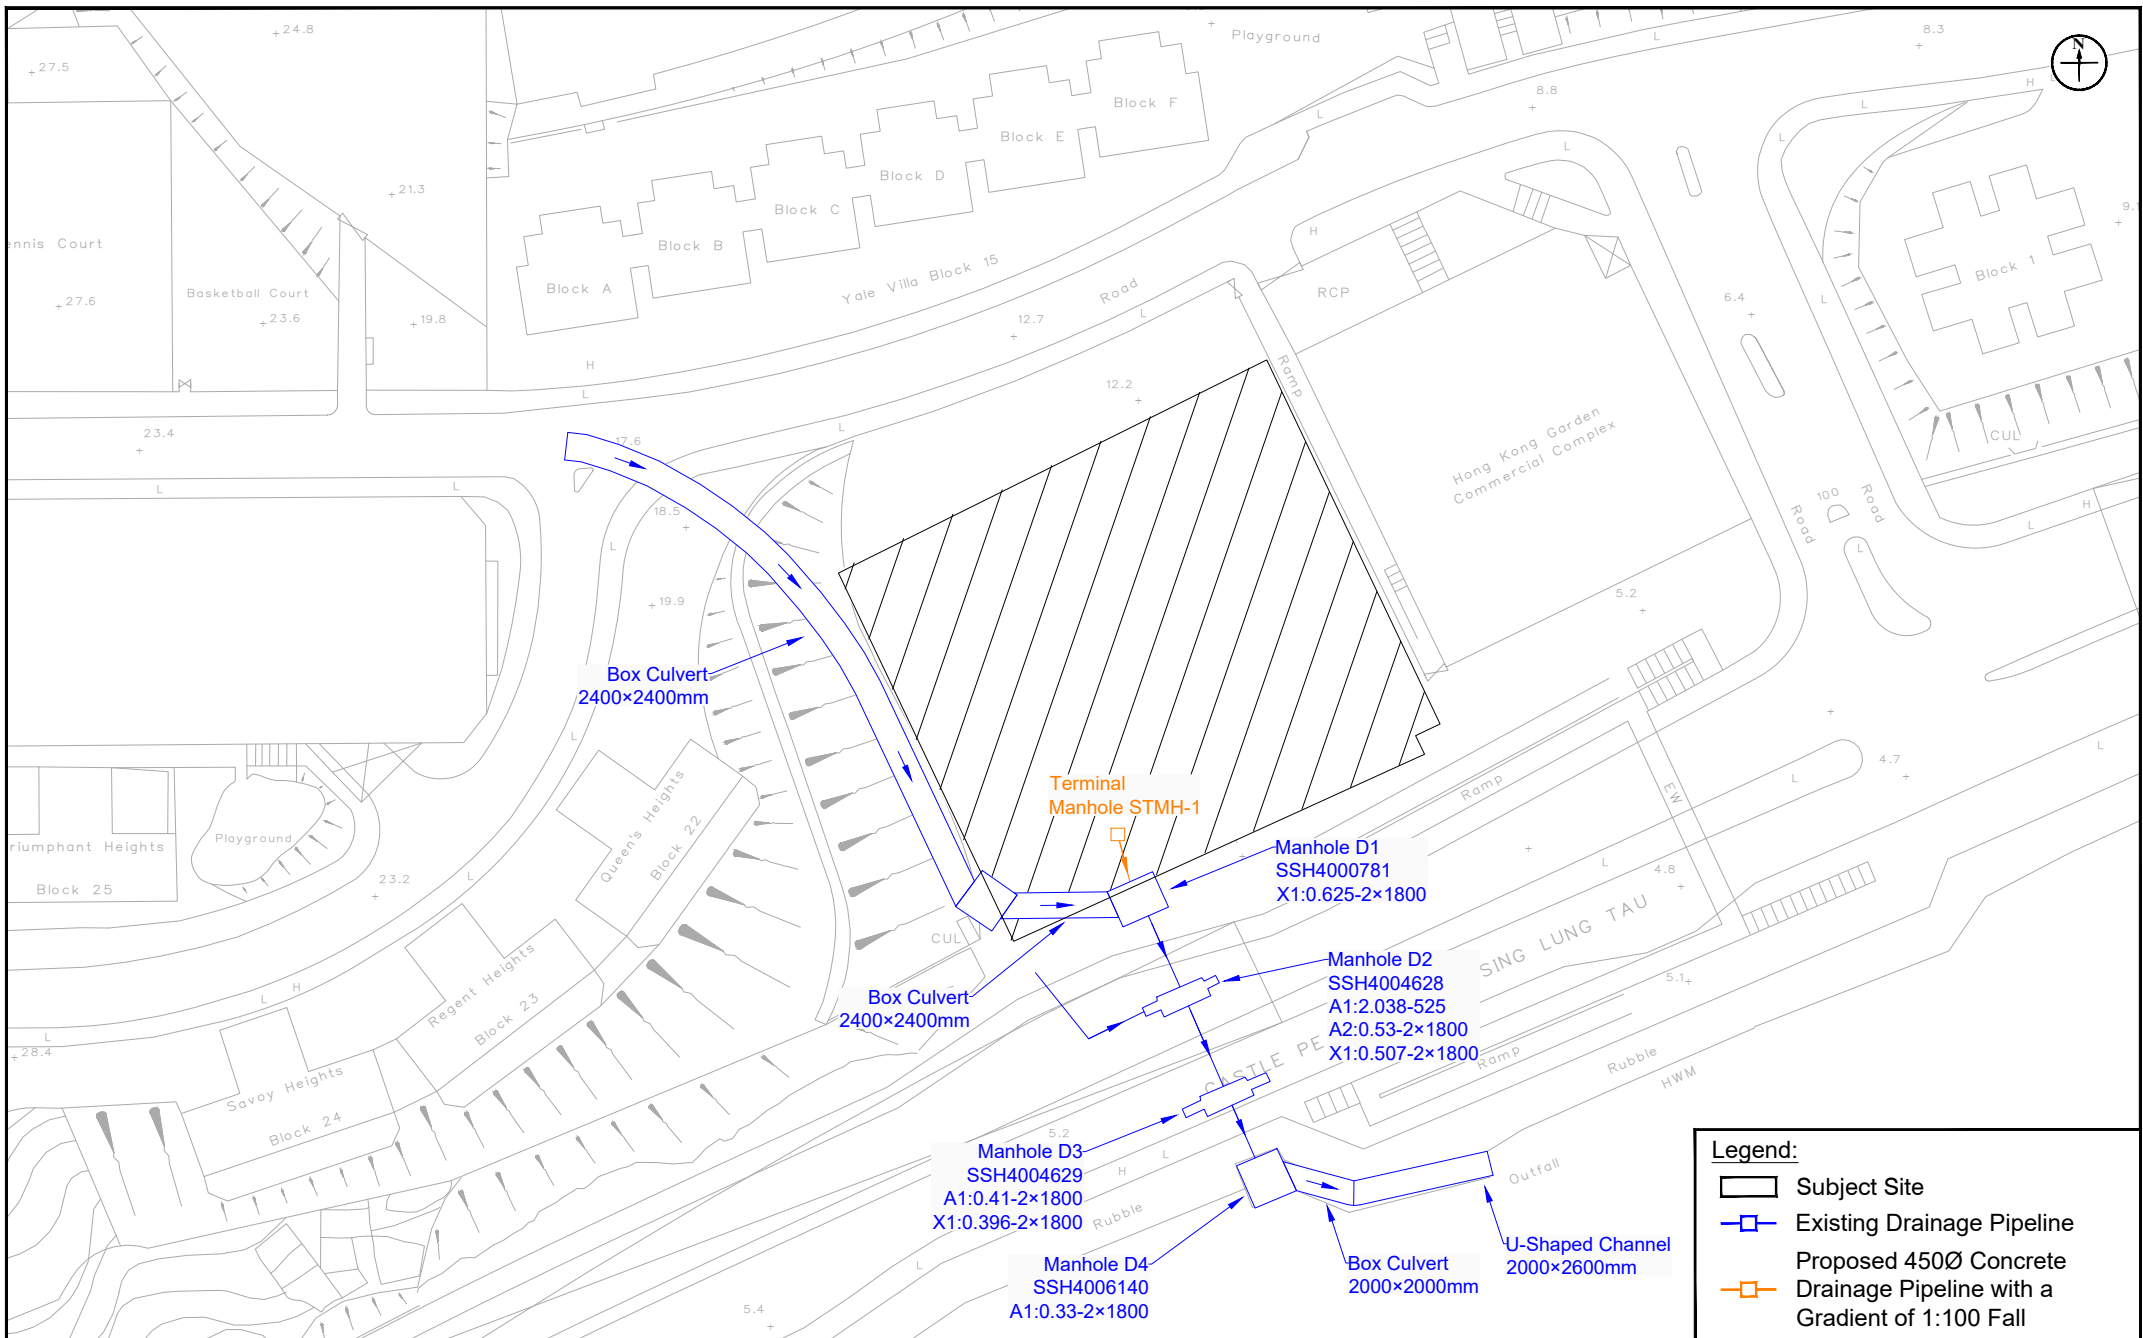 24.8
Playground
8.3
N
27.5
L
H
L
8.8
L
Block F
Block E
L
21.3
Block D
9.1
ennis Court
Block C
Block B
H
Basketball Court
27.6
23.6
19.8
Block A
Yale Villa Block 15
Road
RCP
6.4
Block 1
L
12.7
L
H
L
Ramp
12.2
23.4
17.6
L
Hong Kong Garden
Commercial Complex
CUL
L
L
18.5
100
Road
Road
H
L
L
L
19.9
5.2
Box Culvert
2400×2400mm
L
Queen's Heights
Block 22
Terminal
Manhole STMH-1
Ramp
EW
L
4.7
L
Playground
riumphant Heights
Block 25
23.2
L
Manhole D1
SSH4000781
X1:0.625-2×1800
L
4.8
CUL
SING LUNG TAU
Regent Heights
Block 23
H
L
L
28.4
Box Culvert
2400×2400mm
Manhole D2
SSH4004628
A1:2.038-525
A2:0.53-2×1800
X1:0.507-2×1800
5.1
CASTLE PE
Ramp
Rubble
HWM
Savoy Heights
Block 24
5.2
H
L
Manhole D3
SSH4004629
A1:0.41-2×1800
X1:0.396-2×1800
Rubble
Outfall
L
Manhole D4
SSH4006140
A1:0.33-2×1800
Box Culvert
2000×2000mm
U-Shaped Channel
2000×2600mm
5.4
Legend:
Subject Site
Existing Drainage Pipeline
Proposed 450Ø Concrete
Drainage Pipeline with a
Gradient of 1:100 Fall